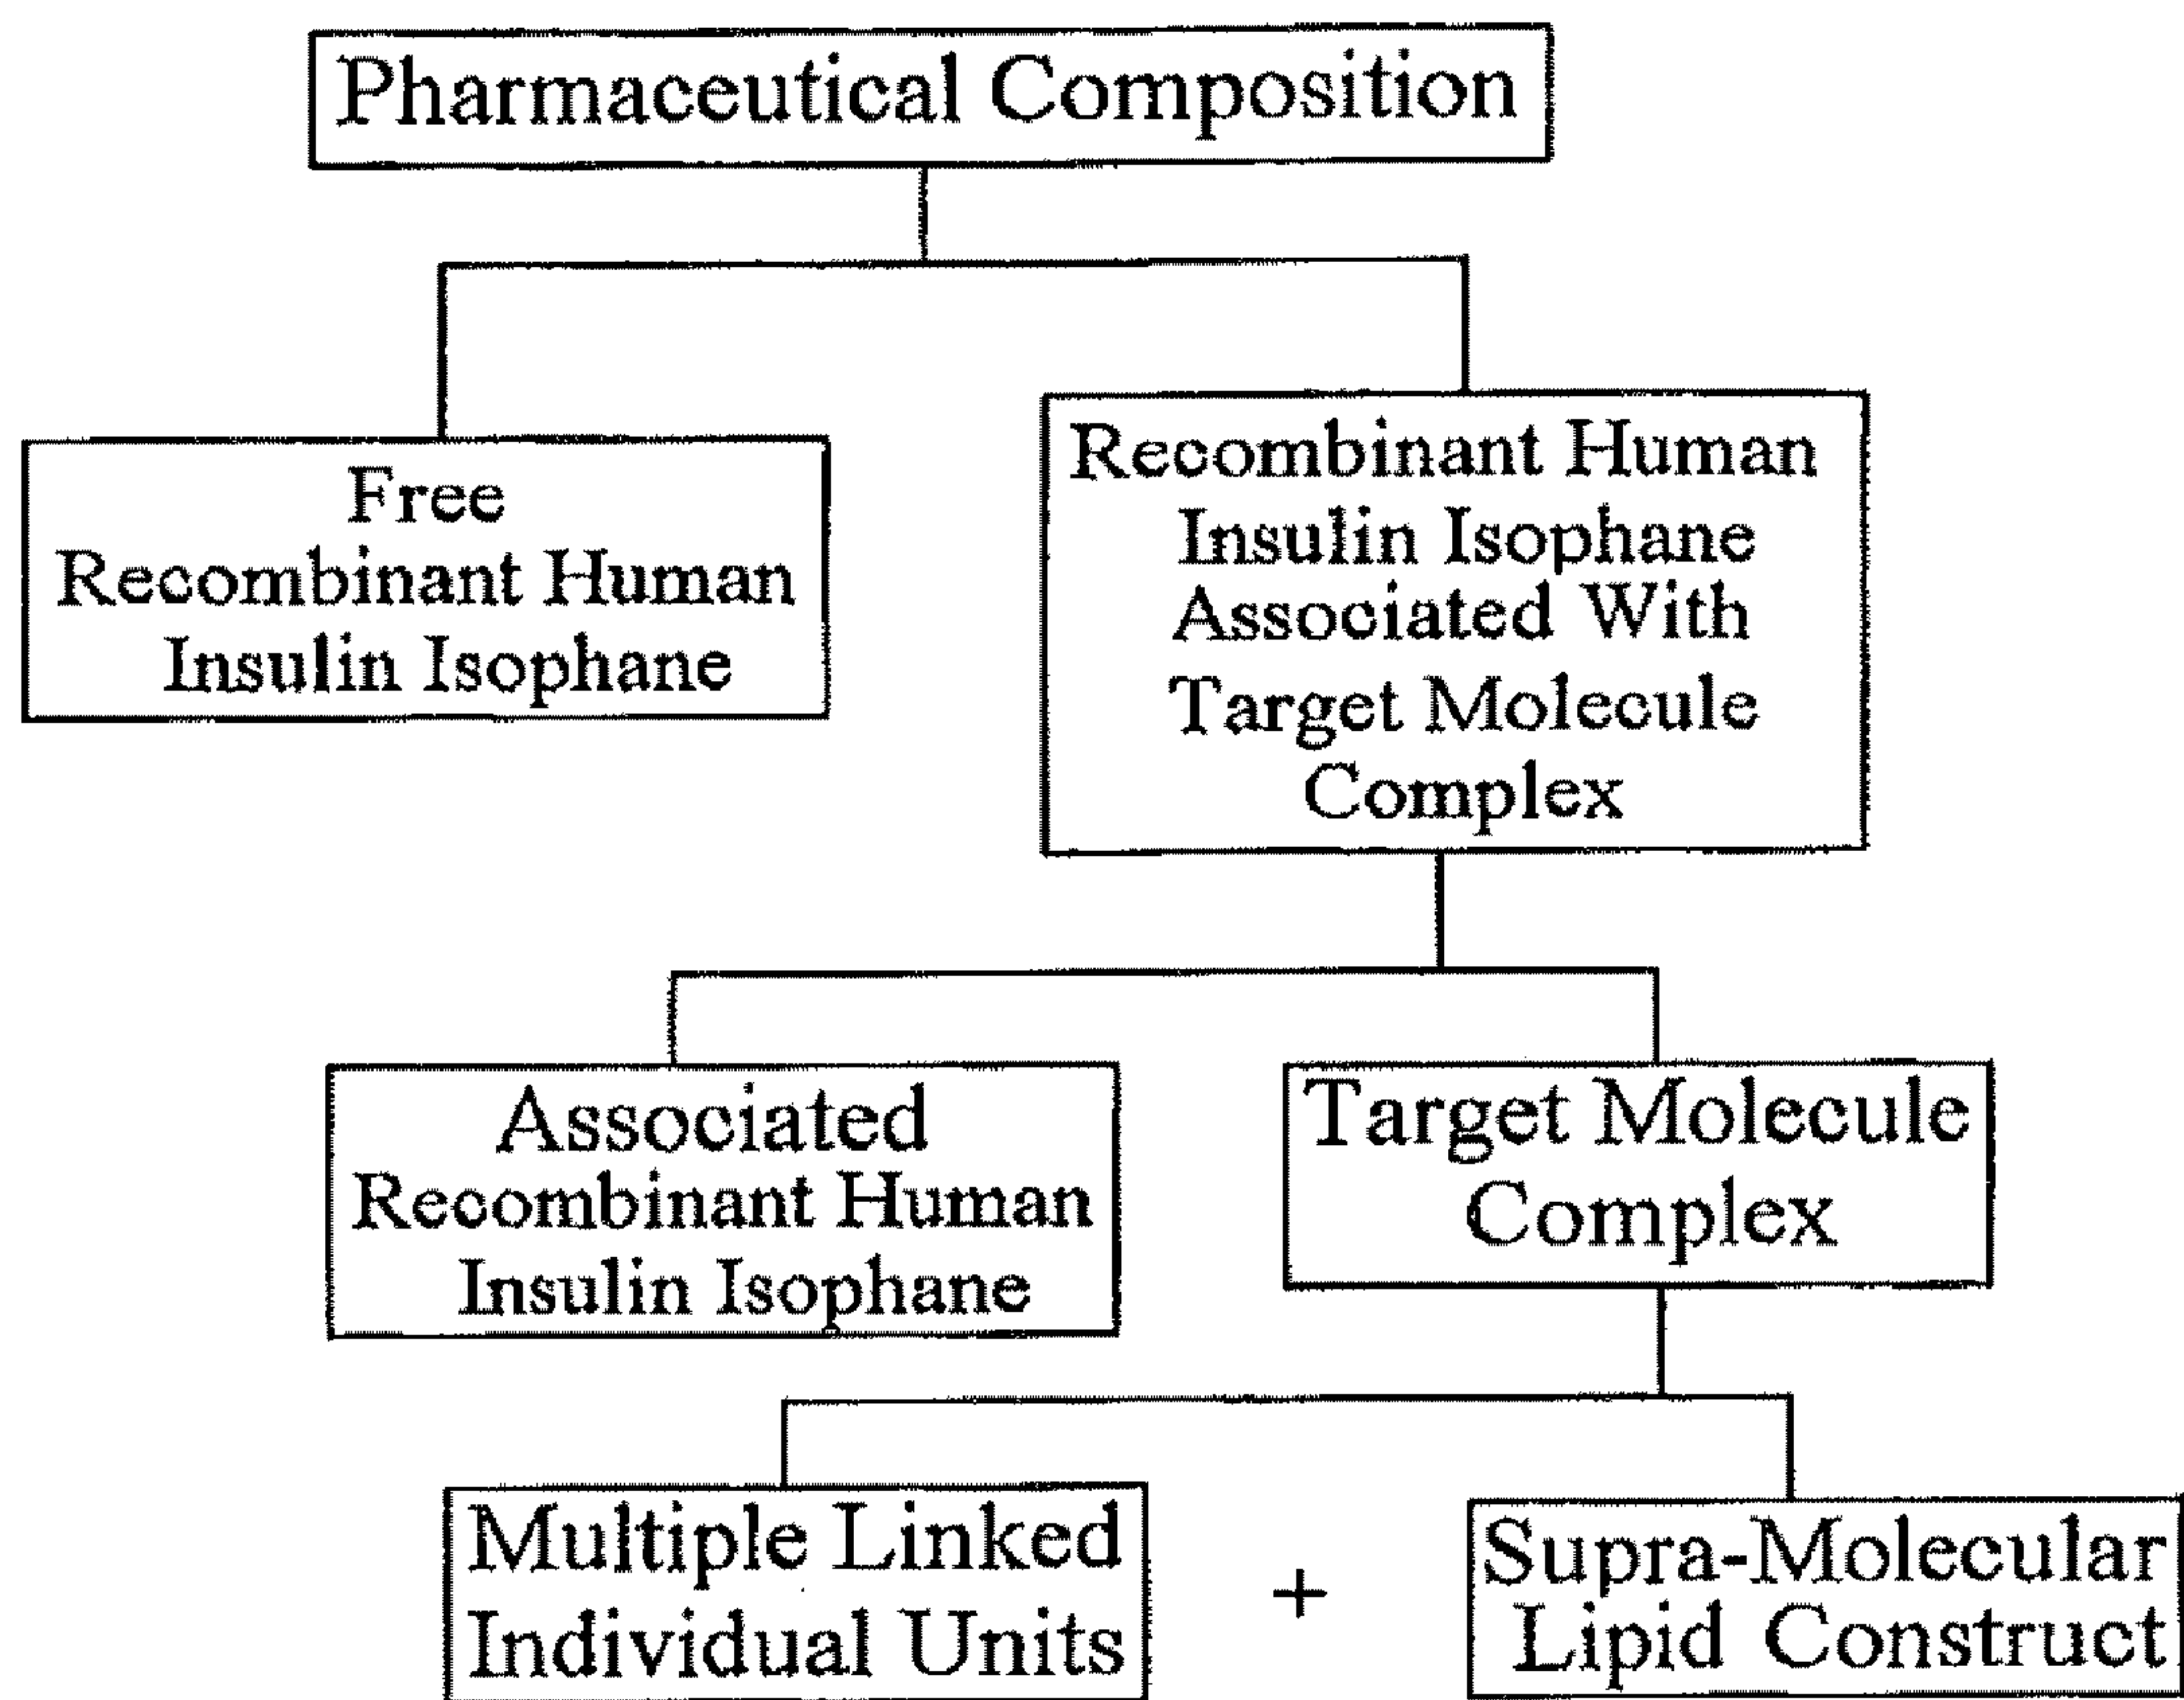 Pharmaceutical Composition
Free
Recombinant Human
Insulin Isophane
Recombinant Human
Insulin Isophane
Associated With
Target Molecule
Complex
Associated
Recombinant Human
Insulin Isophane
Target Molecule
Complex
Multiple Linked
Individual Units
+
Supra-Molecular
Lipid Construct